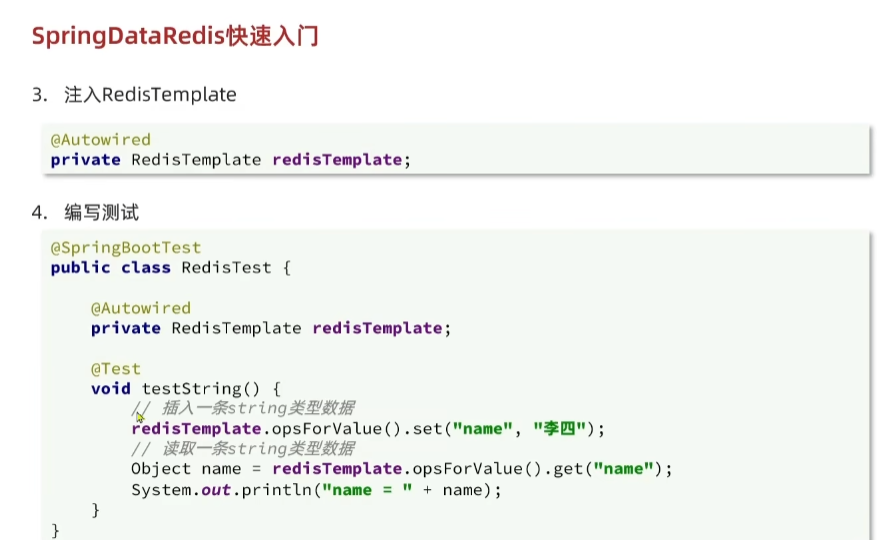 SpringDataRedis快速入门
3. 注入RedisTemplate
@Autowired
private RedisTemplate redisTemplate;
4. 编写测试
@SpringBootTest
public class RedisTest {
@Autowired
private RedisTemplate redisTemplate;
@Test
void testString() {
// 插入一条string类型数据
redisTemplate.opsForValue().set("name", "李四");
// 读取一条string类型数据
Object name = redisTemplate.opsForValue().get("name");
System.out.println("name = " + name);
}
}